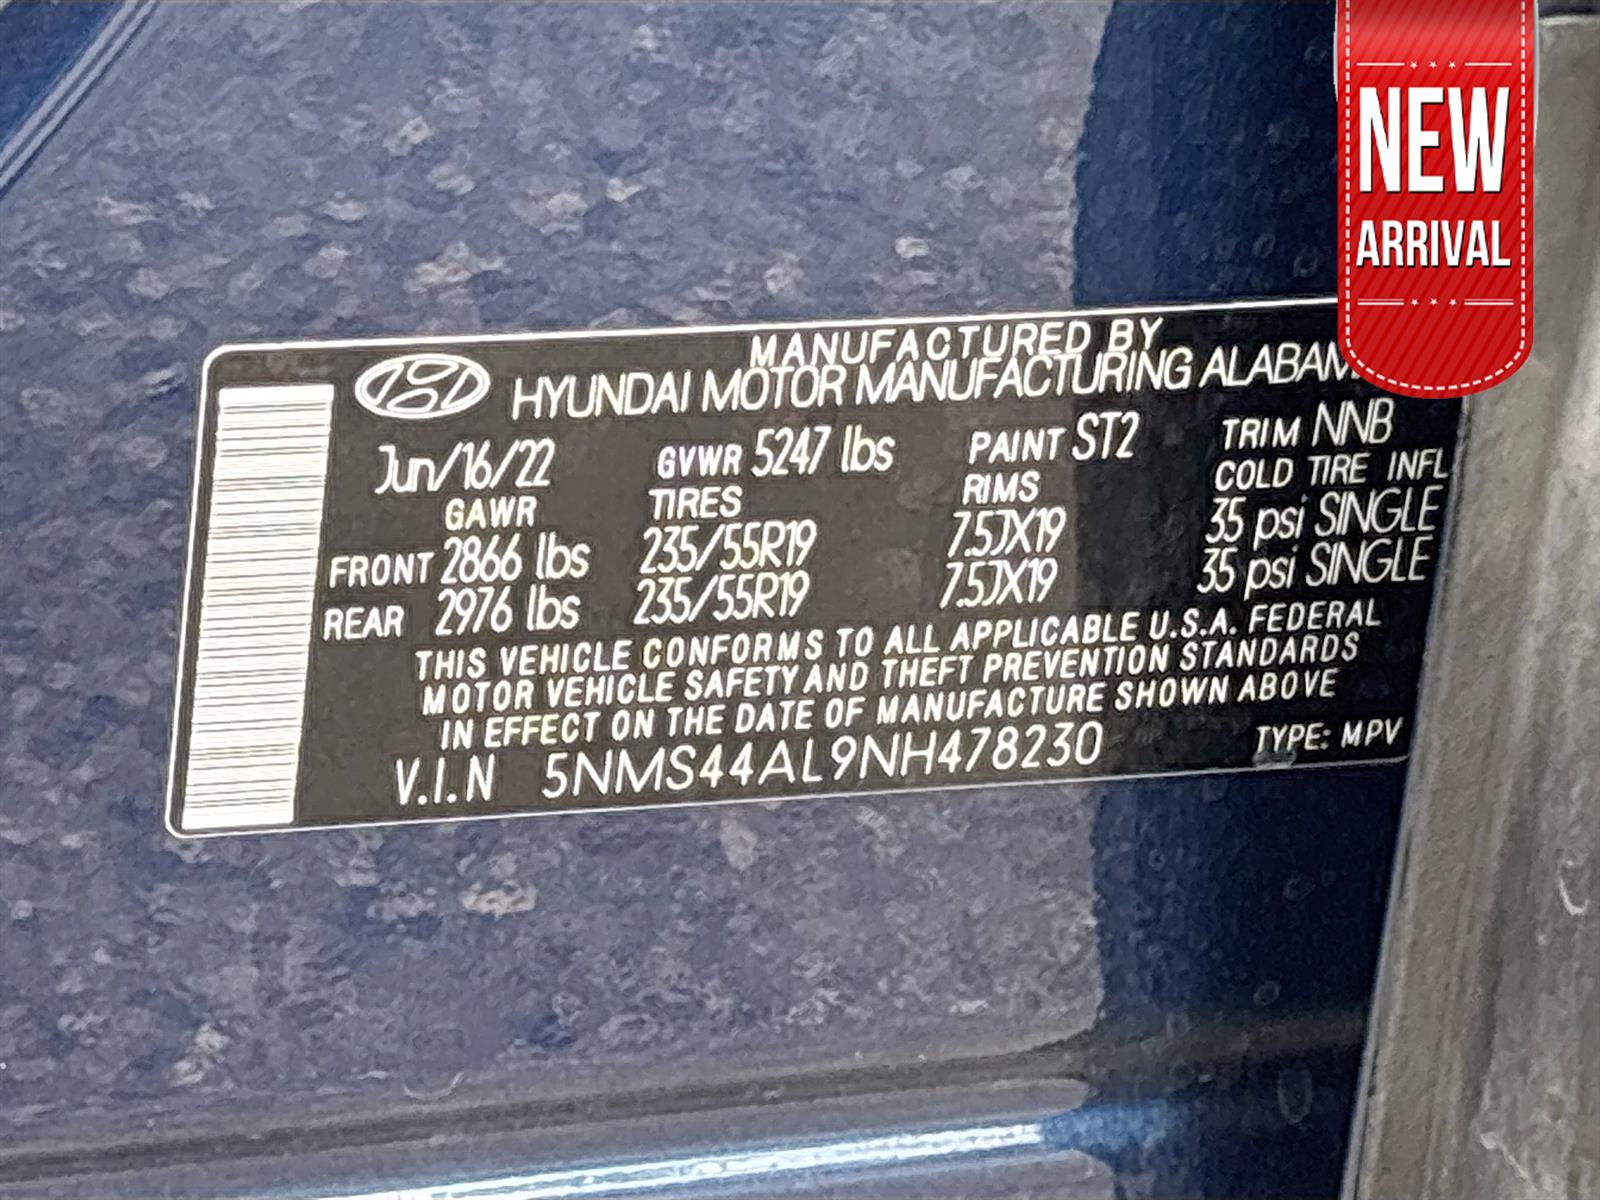 NEW
ARRIVAL
MANUFACTURED BY
HYUNDAI MOTOR MANUFACTURING ALABAM
Jun/16/22 GVWR 5247 lbs PAINT ST2 TRIM NNB
GAWR TIRES RIMS COLD TIRE INFL
FRONT 2866 lbs 235/55R19 7.5JX19 35 psi SINGLE
REAR 2976 lbs 235/55R19 7.5JX19 35 psi SINGLE
THIS VEHICLE CONFORMS TO ALL APPLICABLE U.S.A. FEDERAL
MOTOR VEHICLE SAFETY AND THEFT PREVENTION STANDARDS
IN EFFECT ON THE DATE OF MANUFACTURE SHOWN ABOVE
V.I.N 5NMS44AL9NH478230 TYPE: MPV